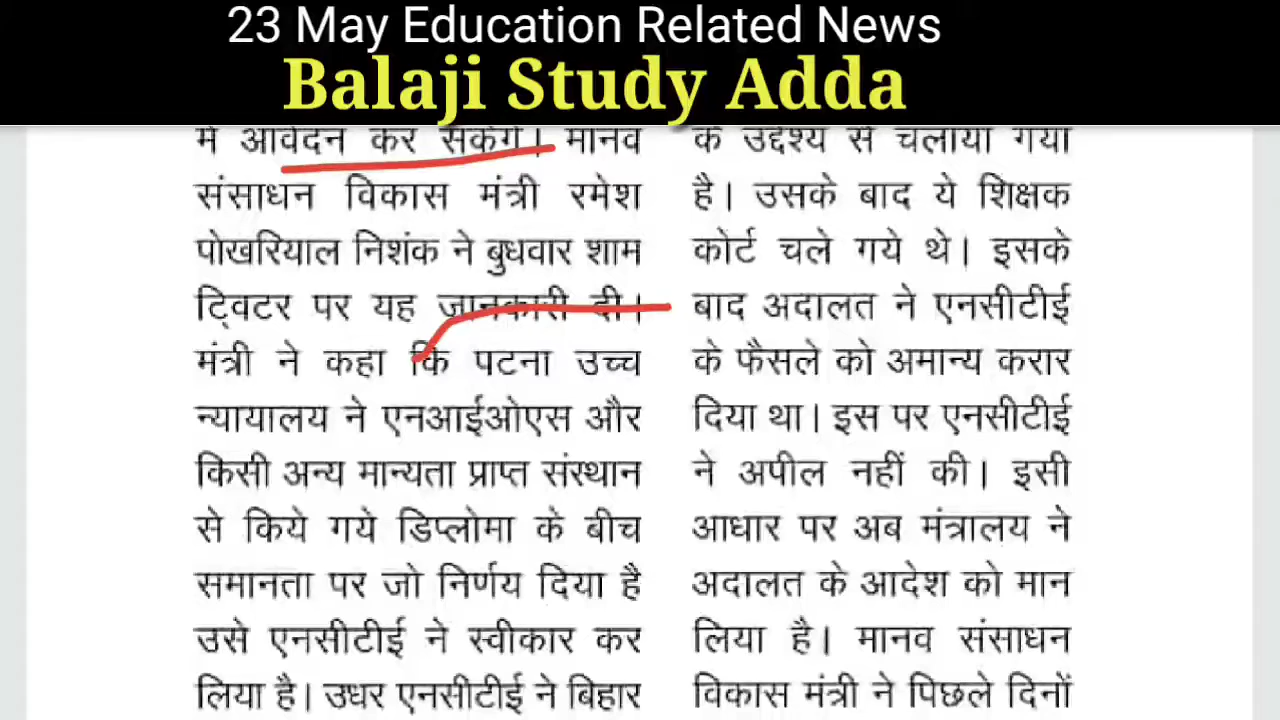 23 May Education Related News
Balaji Study Adda
में आवेदन कर सकेंगे। मानव
संसाधन विकास मंत्री रमेश
पोखरियाल निशंक ने बुधवार शाम
ट्विटर पर यह जानकारी दी।
मंत्री ने कहा कि पटना उच्च
न्यायालय ने एनआईओएस और
किसी अन्य मान्यता प्राप्त संस्थान
से किये गये डिप्लोमा के बीच
समानता पर जो निर्णय दिया है
उसे एनसीटीई ने स्वीकार कर
लिया है। उधर एनसीटीई ने बिहार
के उद्देश्य से चलाया गया
है। उसके बाद ये शिक्षक
कोर्ट चले गये थे। इसके
बाद अदालत ने एनसीटीई
के फैसले को अमान्य करार
दिया था। इस पर एनसीटीई
ने अपील नहीं की। इसी
आधार पर अब मंत्रालय ने
अदालत के आदेश को मान
लिया है। मानव संसाधन
विकास मंत्री ने पिछले दिनों